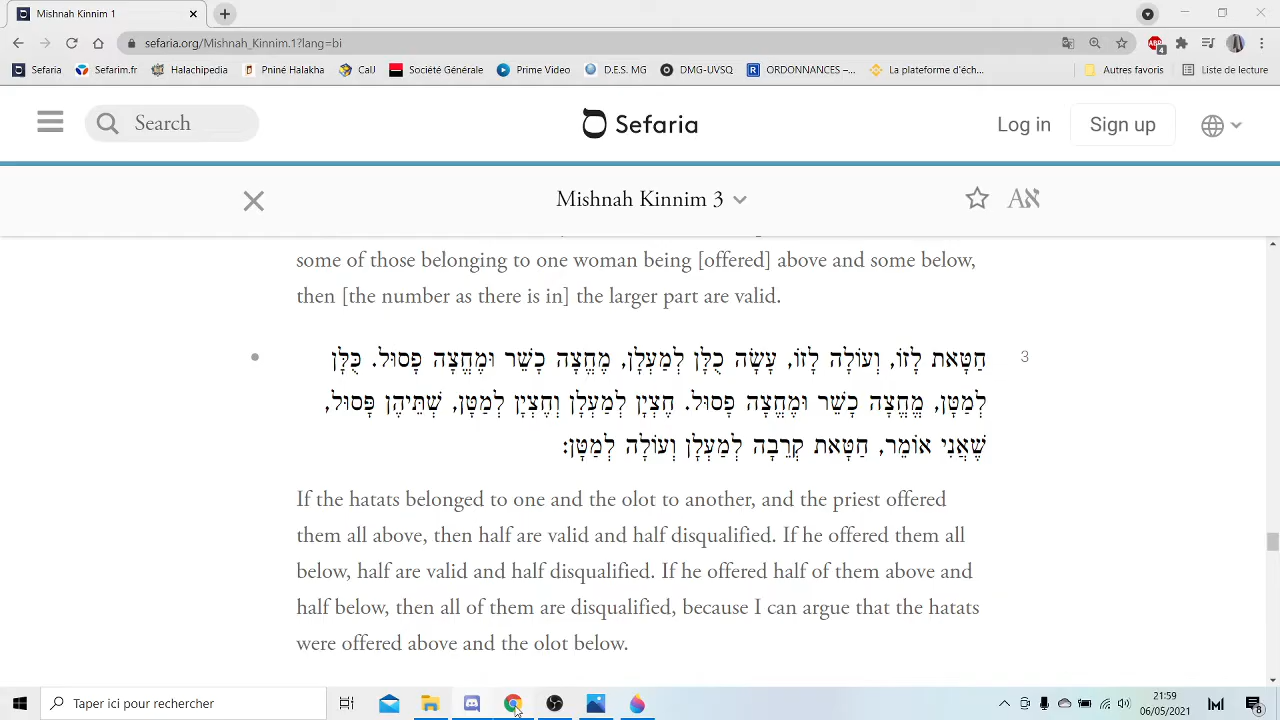 Mishnah Kinnim 1
sefaria.org/Mishnah_Kinnim.1?lang=bi
ABP
4
Sefaria Sefarim.fr Halachipedia Pniné Halakha CalJ Société Générale Prime Video D.E.S. MG DMG-UVSQ ORDONNANCES –... La plateforme d'éch... Autres favoris Liste de lecture
Search Sefaria Log in Sign up
Mishnah Kinnim 3 Aא
some of those belonging to one woman being [offered] above and some below,
then [the number as there is in] the larger part are valid.
3
חַטָּאת לָזוֹ, וְעוֹלָה לָזוֹ, עָשָׂה כֻלָּן לְמַעְלָן, מֶחֱצָה כָשֵׁר וּמֶחֱצָה פָסוּל. כֻּלָּן
לְמַטָּן, מֶחֱצָה כָשֵׁר וּמֶחֱצָה פָסוּל. חֶצְיָן לְמַעְלָן וְחֶצְיָן לְמַטָּן, שְׁתֵּיהֶן פָּסוּל,
שֶׁאֲנִי אוֹמֵר, חַטָּאת קְרֵבָה לְמַעְלָן וְעוֹלָה לְמַטָּן:
If the hatats belonged to one and the olot to another, and the priest offered
them all above, then half are valid and half disqualified. If he offered them all
below, half are valid and half disqualified. If he offered half of them above and
half below, then all of them are disqualified, because I can argue that the hatats
were offered above and the olot below.
Taper ici pour rechercher
21:59
06/05/2021
8